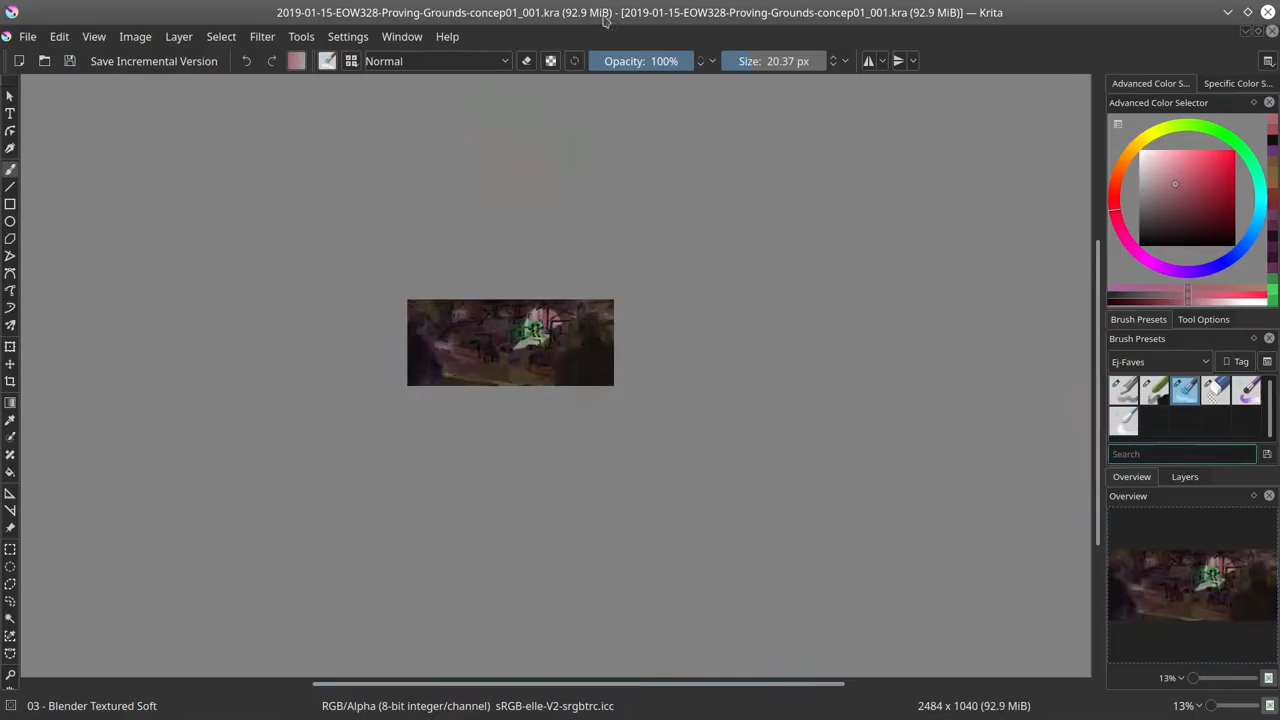 2019-01-15-EOW328-Proving-Grounds-concep01_001.kra (92.9 MiB) - [2019-01-15-EOW328-Proving-Grounds-concep01_001.kra (92.9 MiB)] — Krita
File Edit View Image Layer Select Filter Tools Settings Window Help
Save Incremental Version Normal Opacity: 100% Size: 20.37 px
Advanced Color S... Specific Color S...
Advanced Color Selector
Brush Presets Tool Options
Brush Presets
Ej-Faves Tag
Search
Overview Layers
Overview
13%
03 - Blender Textured Soft RGB/Alpha (8-bit integer/channel) sRGB-elle-V2-srgbtrc.icc 2484 x 1040 (92.9 MiB) 13%